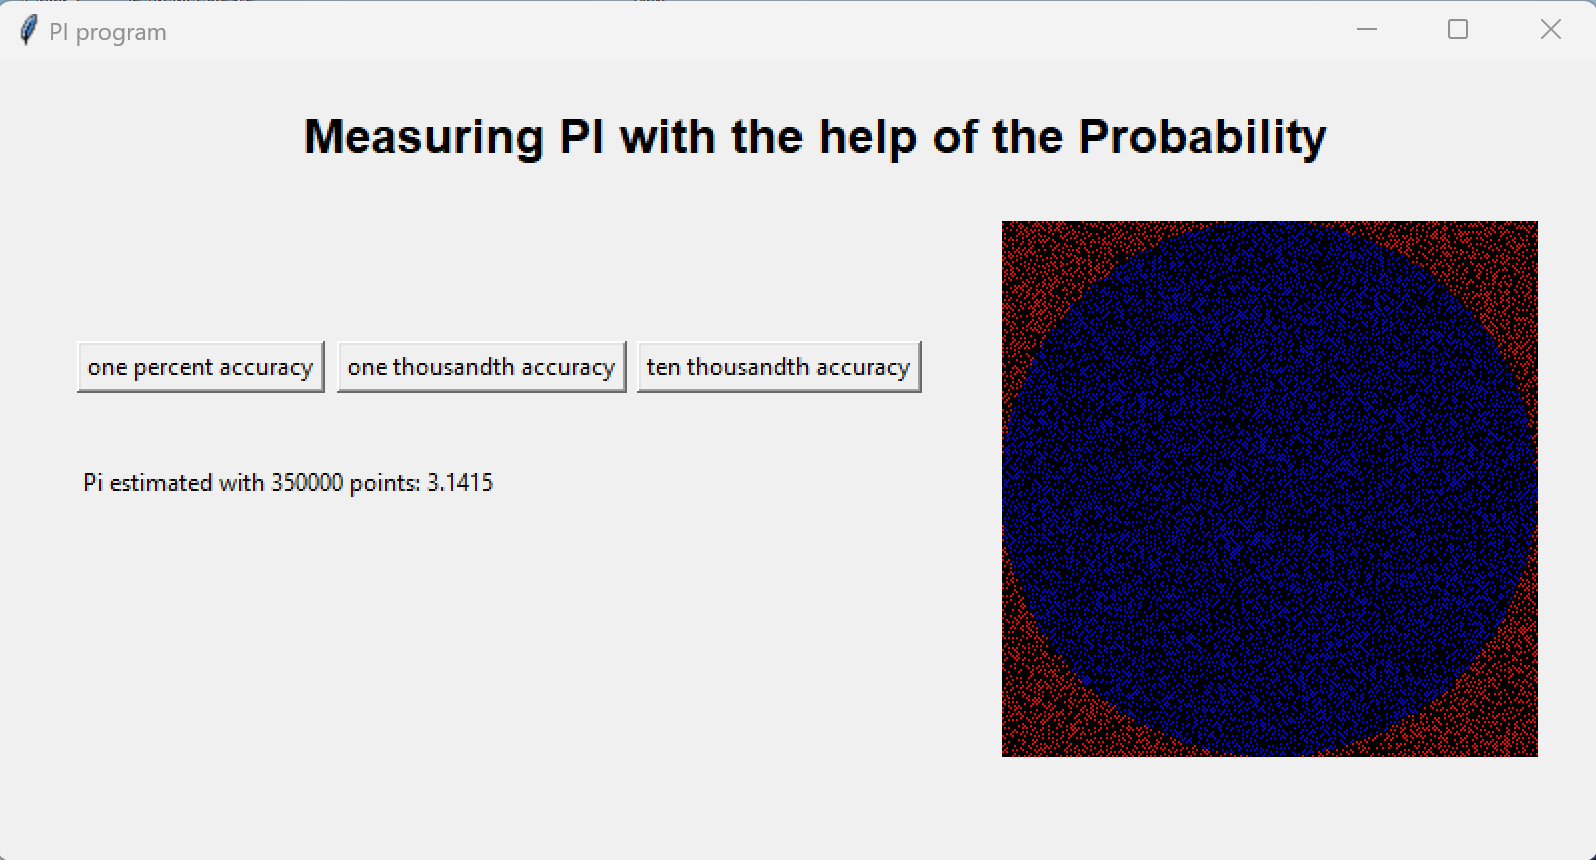 PI program
Measuring PI with the help of the Probability
one percent accuracy
one thousandth accuracy
ten thousandth accuracy
Pi estimated with 350000 points: 3.1415